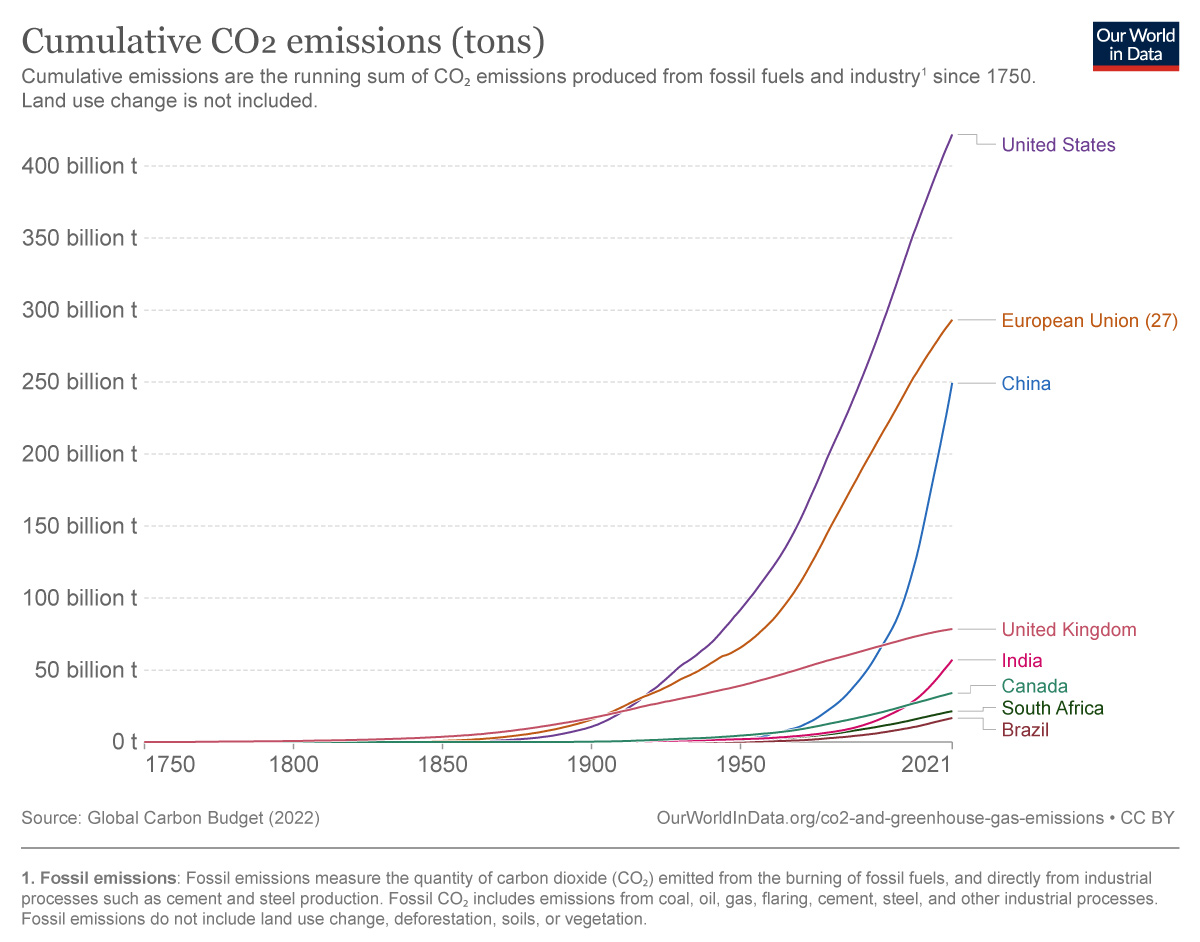 Cumulative CO2 emissions (tons)
Our World
in Data
Cumulative emissions are the running sum of CO₂ emissions produced from fossil fuels and industry¹ since 1750.
Land use change is not included.
400 billion t
350 billion t
300 billion t
250 billion t
200 billion t
150 billion t
100 billion t
50 billion t
0 t
United States
European Union (27)
China
United Kingdom
India
Canada
South Africa
Brazil
1750 1800 1850 1900 1950 2021
Source: Global Carbon Budget (2022)
OurWorldInData.org/co2-and-greenhouse-gas-emissions • CC BY
1. Fossil emissions: Fossil emissions measure the quantity of carbon dioxide (CO₂) emitted from the burning of fossil fuels, and directly from industrial
processes such as cement and steel production. Fossil CO₂ includes emissions from coal, oil, gas, flaring, cement, steel, and other industrial processes.
Fossil emissions do not include land use change, deforestation, soils, or vegetation.